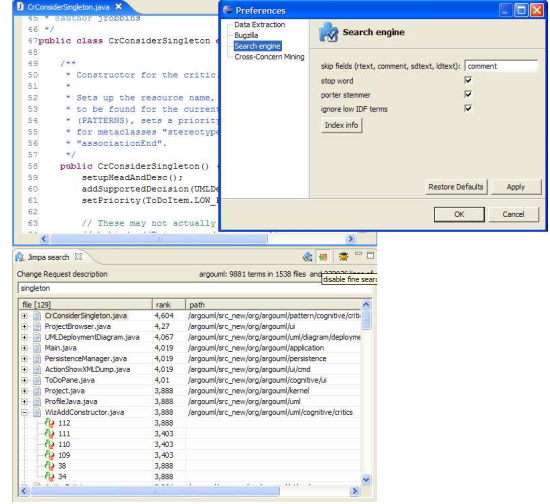 CrConsiderSingleton.java
45 * @author jrobbins
46 */
47 public class CrConsiderSingleton
48
49 /**
50 * Constructor for the critic.
51 *
52 * Sets up the resource name,
53 * to be found for the current
54 * (PATTERNS), sets a priority
55 * for metaclasses "stereotype
56 * "associationEnd".
57 */
58 public CrConsiderSingleton() {
59 setupHeadAndDesc();
60 addSupportedDecision(UMLDe
61 setPriority(ToDoItem.LOW_
62
63 // These may not actually
Preferences
Data Extraction
Bugzilla
Search engine
Cross-Concern Mining
Search engine
skip fields (rtext, comment, sdtext, ldtext): comment
stop word
porter stemmer
ignore low IDF terms
Index info
Restore Defaults Apply
OK Cancel
Jimpa search
Change Request description argouml: 9881 terms in 1538 files and
disable fine sear
singleton
file [129] rank path
CrConsiderSingleton.java 4,604 /argouml/src_new/org/argouml/pattern/cognitive/criti
ProjectBrowser.java 4,27 /argouml/src_new/org/argouml/ui
UMLDeploymentDiagram.java 4,067 /argouml/src_new/org/argouml/uml/diagram/deployme
Main.java 4,019 /argouml/src_new/org/argouml/application
PersistenceManager.java 4,019 /argouml/src_new/org/argouml/persistence
ActionShowXMLDump.java 4,019 /argouml/src_new/org/argouml/ui/cmd
ToDoPane.java 4,01 /argouml/src_new/org/argouml/cognitive/ui
Project.java 3,888 /argouml/src_new/org/argouml/kernel
ProfileJava.java 3,888 /argouml/src_new/org/argouml/uml
WizAddConstructor.java 3,888 /argouml/src_new/org/argouml/uml/cognitive/critics
112 3,888
111 3,403
110 3,403
109 3,403
38 3,888
34 3,888